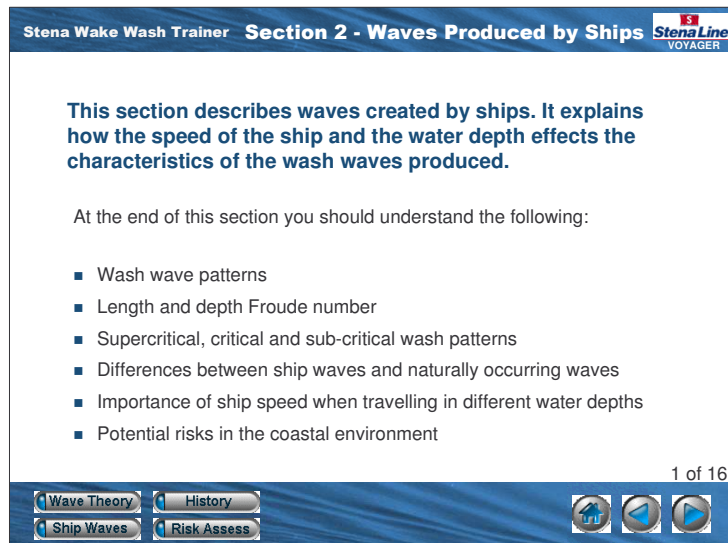 Stena Wake Wash Trainer Section 2 - Waves Produced by Ships
S
StenaLine
VOYAGER
This section describes waves created by ships. It explains
how the speed of the ship and the water depth effects the
characteristics of the wash waves produced.
At the end of this section you should understand the following:
Wash wave patterns
Length and depth Froude number
Supercritical, critical and sub-critical wash patterns
Differences between ship waves and naturally occurring waves
Importance of ship speed when travelling in different water depths
Potential risks in the coastal environment
1 of 16
Wave Theory History
Ship Waves Risk Assess